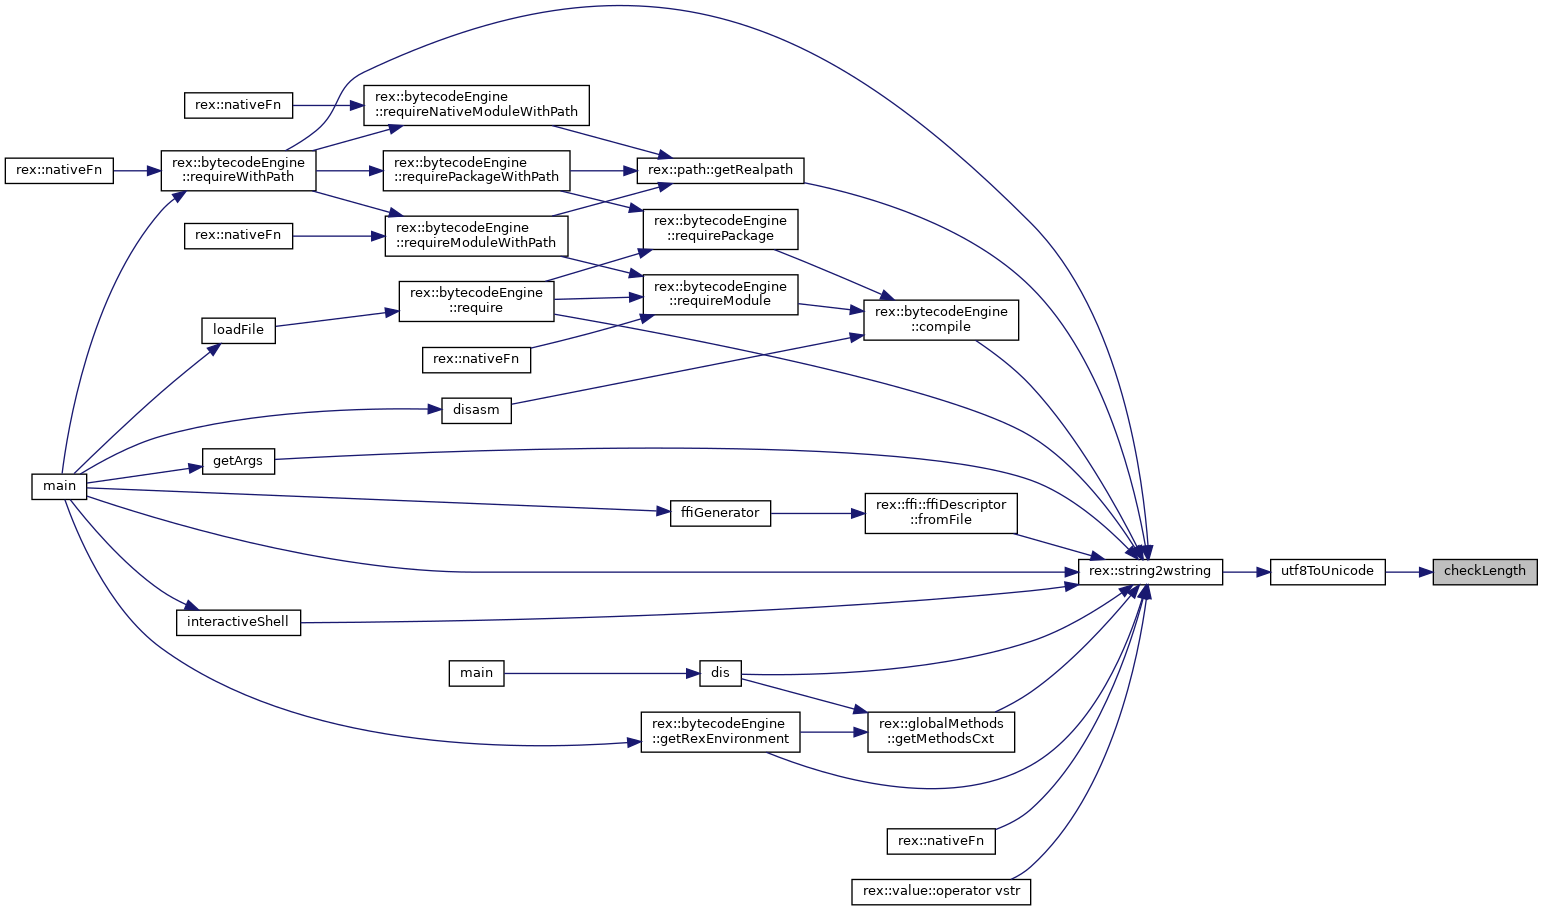 rex::nativeFn
rex::bytecodeEngine
::requireNativeModuleWithPath
rex::nativeFn
rex::bytecodeEngine
::requireWithPath
rex::bytecodeEngine
::requirePackageWithPath
rex::path::getRealpath
rex::nativeFn
rex::bytecodeEngine
::requireModuleWithPath
rex::bytecodeEngine
::requirePackage
rex::bytecodeEngine
::require
rex::bytecodeEngine
::requireModule
rex::bytecodeEngine
::compile
loadFile
rex::nativeFn
disasm
getArgs
main
ffiGenerator
rex::ffi::ffiDescriptor
::fromFile
rex::string2wstring
utf8ToUnicode
checkLength
interactiveShell
main
dis
rex::bytecodeEngine
::getRexEnvironment
rex::globalMethods
::getMethodsCxt
rex::nativeFn
rex::value::operator vstr